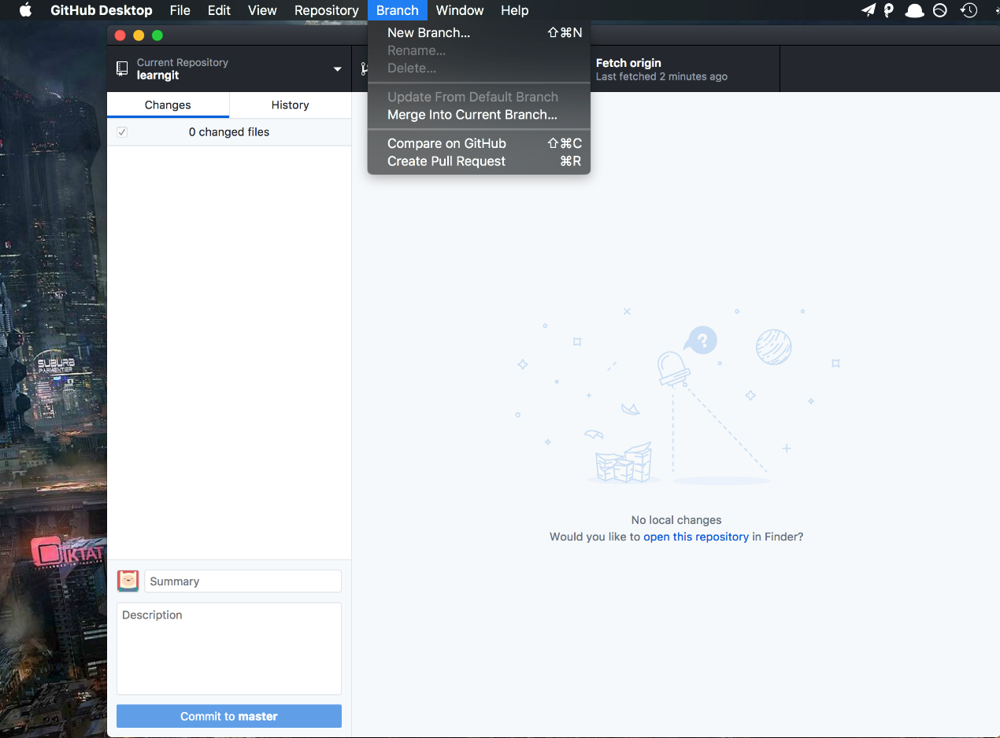 GitHub Desktop File Edit View Repository Branch Window Help
New Branch... ⇧⌘N
Rename...
Delete...
Update From Default Branch
Merge Into Current Branch...
Compare on GitHub ⇧⌘C
Create Pull Request ⌘R
Current Repository
learngit
Fetch origin
Last fetched 2 minutes ago
Changes History
0 changed files
?
No local changes
Would you like to open this repository in Finder?
SUBURB
PARMENTIER
DIKTAT
Summary
Description
Commit to master